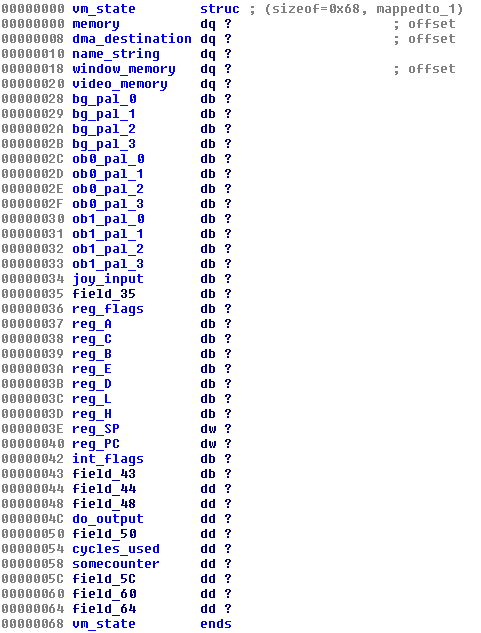 00000000 vm_state struc ; (sizeof=0x68, mappedto_1)
00000000 memory dq ? ; offset
00000008 dma_destination dq ? ; offset
00000010 name_string dq ?
00000018 window_memory dq ? ; offset
00000020 video_memory dq ?
00000028 bg_pal_0 db ?
00000029 bg_pal_1 db ?
0000002A bg_pal_2 db ?
0000002B bg_pal_3 db ?
0000002C ob0_pal_0 db ?
0000002D ob0_pal_1 db ?
0000002E ob0_pal_2 db ?
0000002F ob0_pal_3 db ?
00000030 ob1_pal_0 db ?
00000031 ob1_pal_1 db ?
00000032 ob1_pal_2 db ?
00000033 ob1_pal_3 db ?
00000034 joy_input db ?
00000035 field_35 db ?
00000036 reg_flags db ?
00000037 reg_A db ?
00000038 reg_C db ?
00000039 reg_B db ?
0000003A reg_E db ?
0000003B reg_D db ?
0000003C reg_L db ?
0000003D reg_H db ?
0000003E reg_SP dw ?
00000040 reg_PC dw ?
00000042 int_flags db ?
00000043 field_43 db ?
00000044 field_44 dd ?
00000048 field_48 dd ?
0000004C do_output dd ?
00000050 field_50 dd ?
00000054 cycles_used dd ?
00000058 somecounter dd ?
0000005C field_5C dd ?
00000060 field_60 dd ?
00000064 field_64 dd ?
00000068 vm_state ends